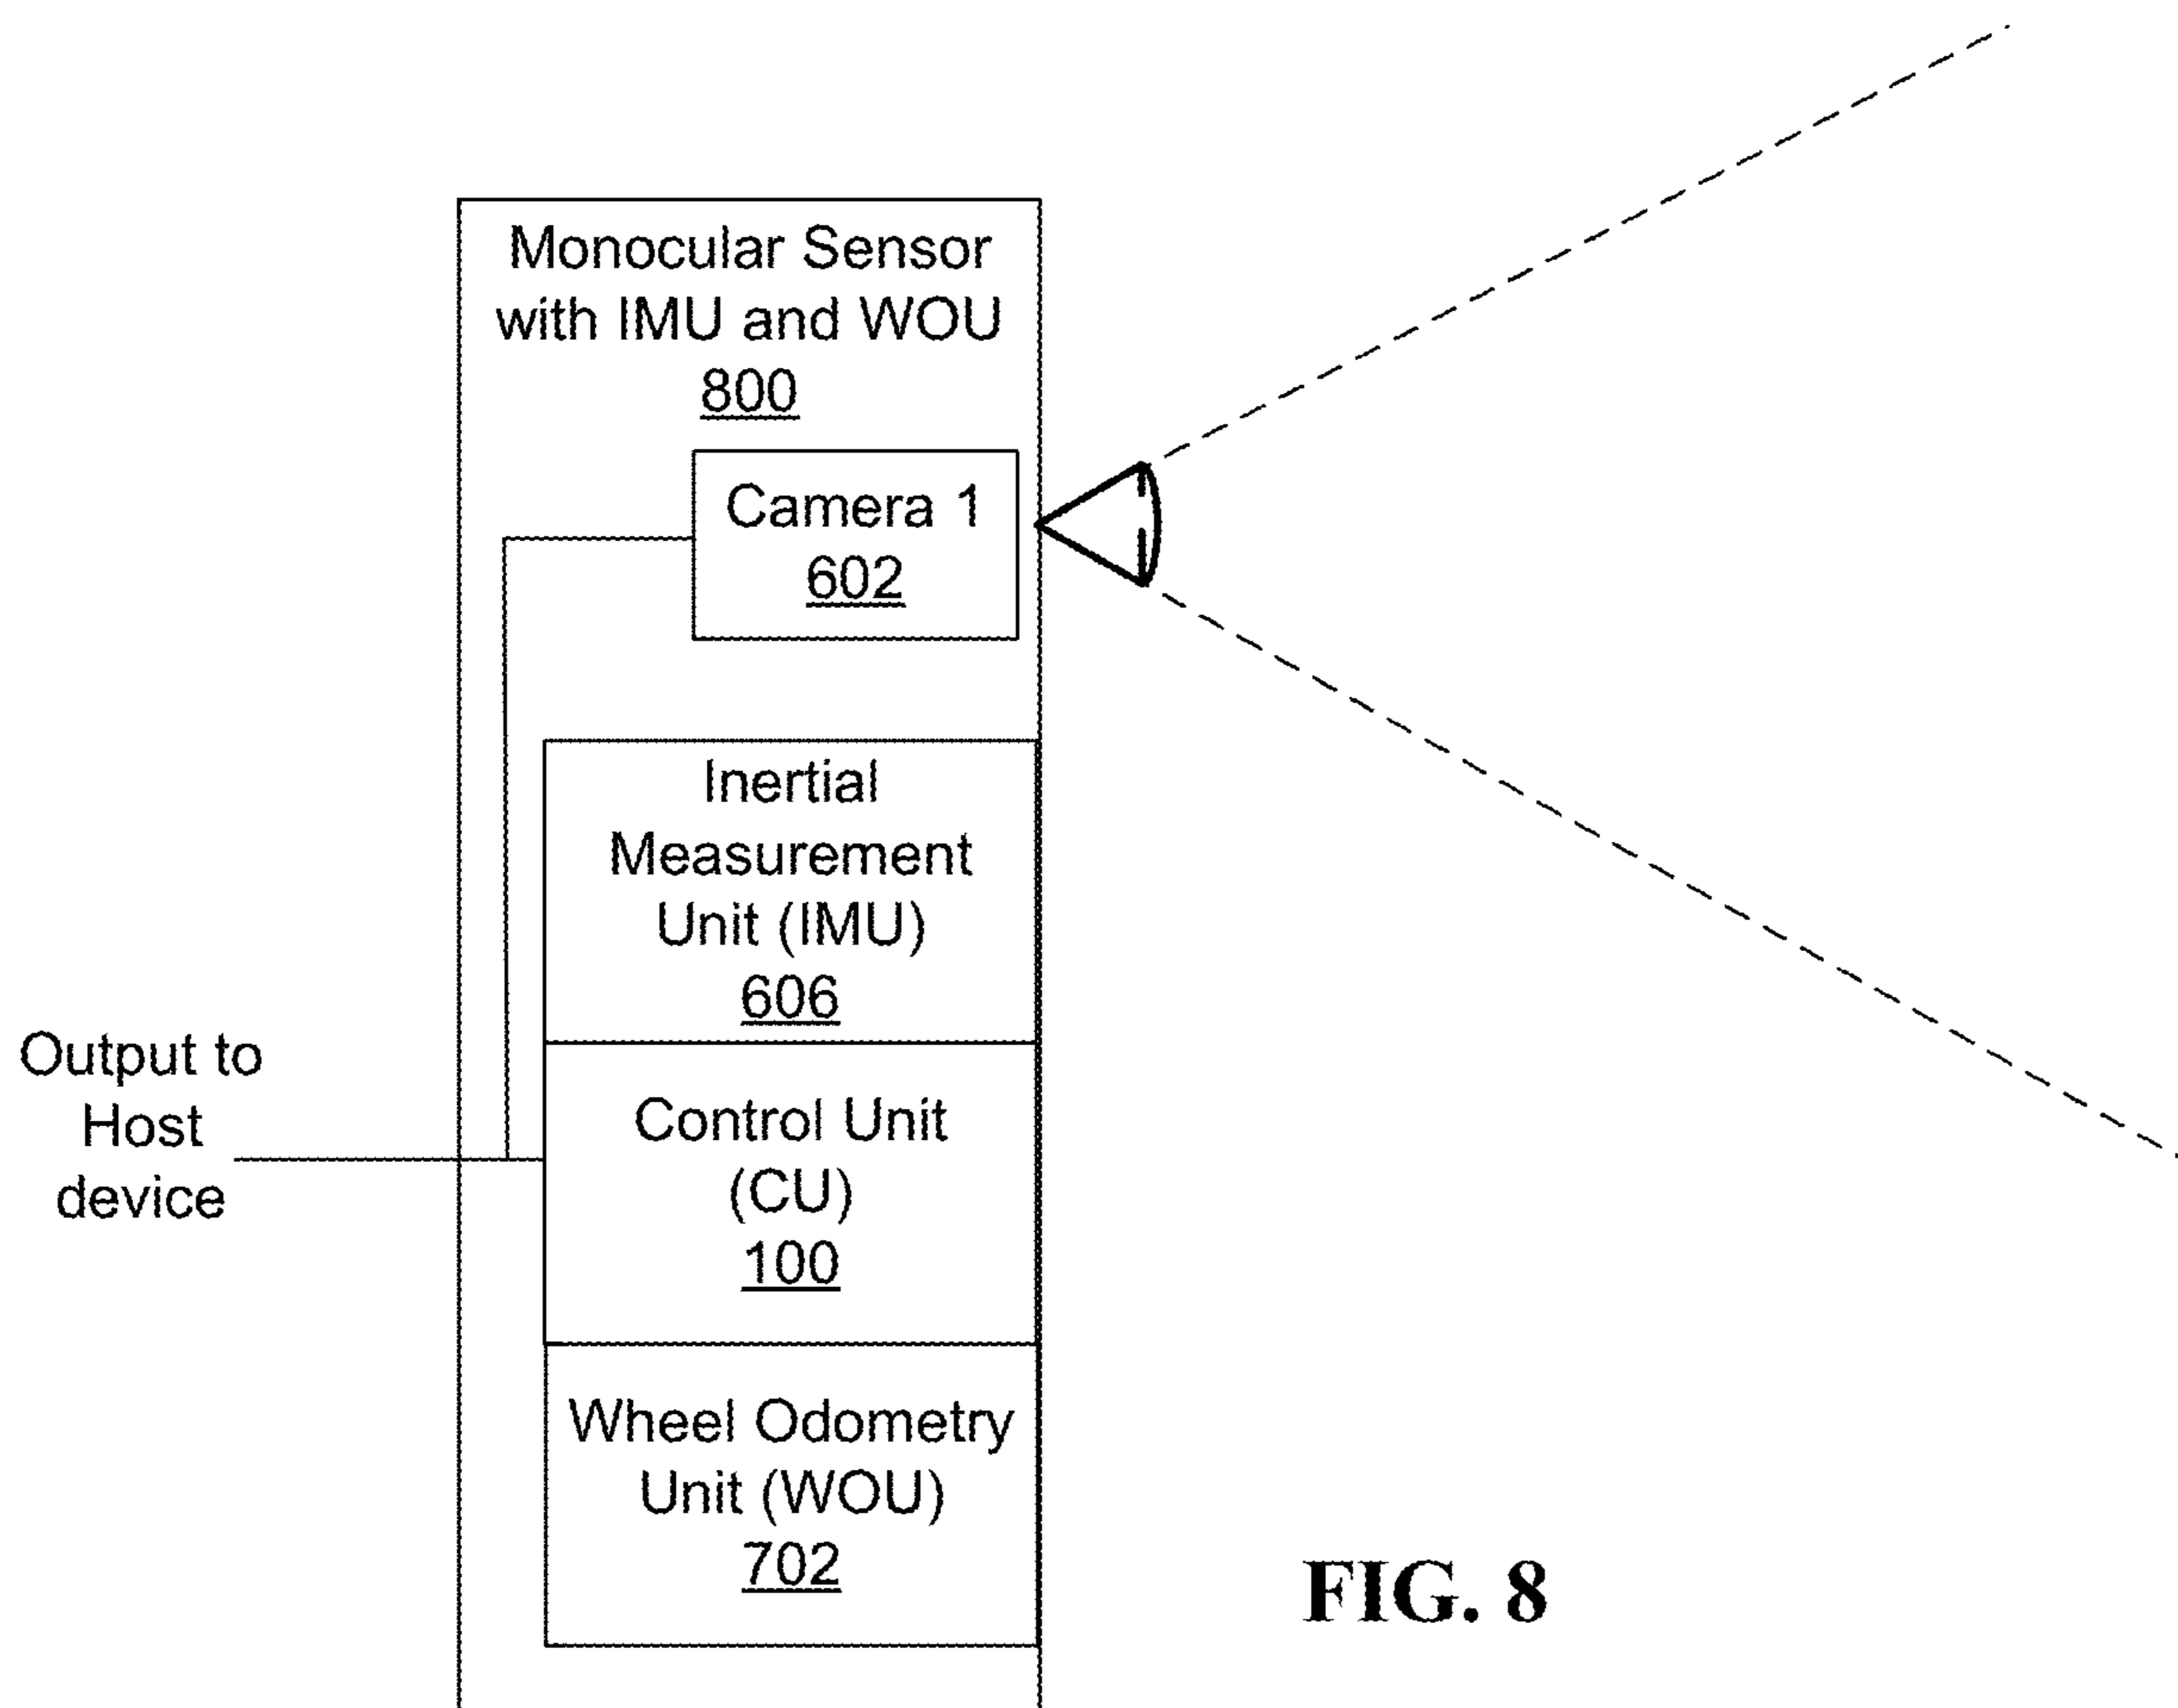 Monocular Sensor
with IMU and WOU
800
Camera 1
602
Inertial
Measurement
Unit (IMU)
606
Output to
Host
device
Control Unit
(CU)
100
Wheel Odometry
Unit (WOU)
702
FIG. 8